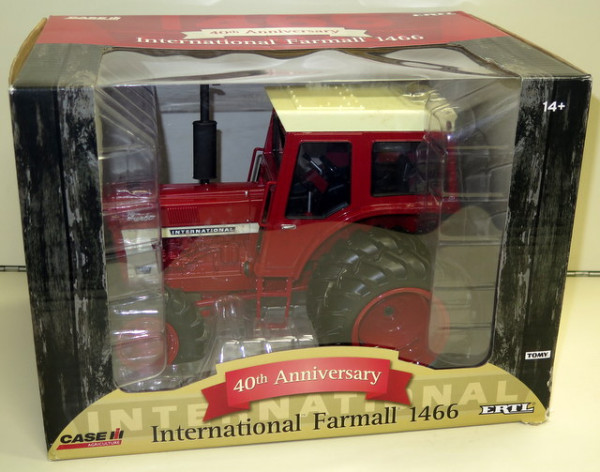 CASE IH
AGRICULTURE
40th Anniversary
International Farmall 1466
ERTL
14+
INTERNATIONAL
TOMY
40th Anniversary
INTERNATIONAL
International Farmall 1466
CASE IH
AGRICULTURE
ERTL